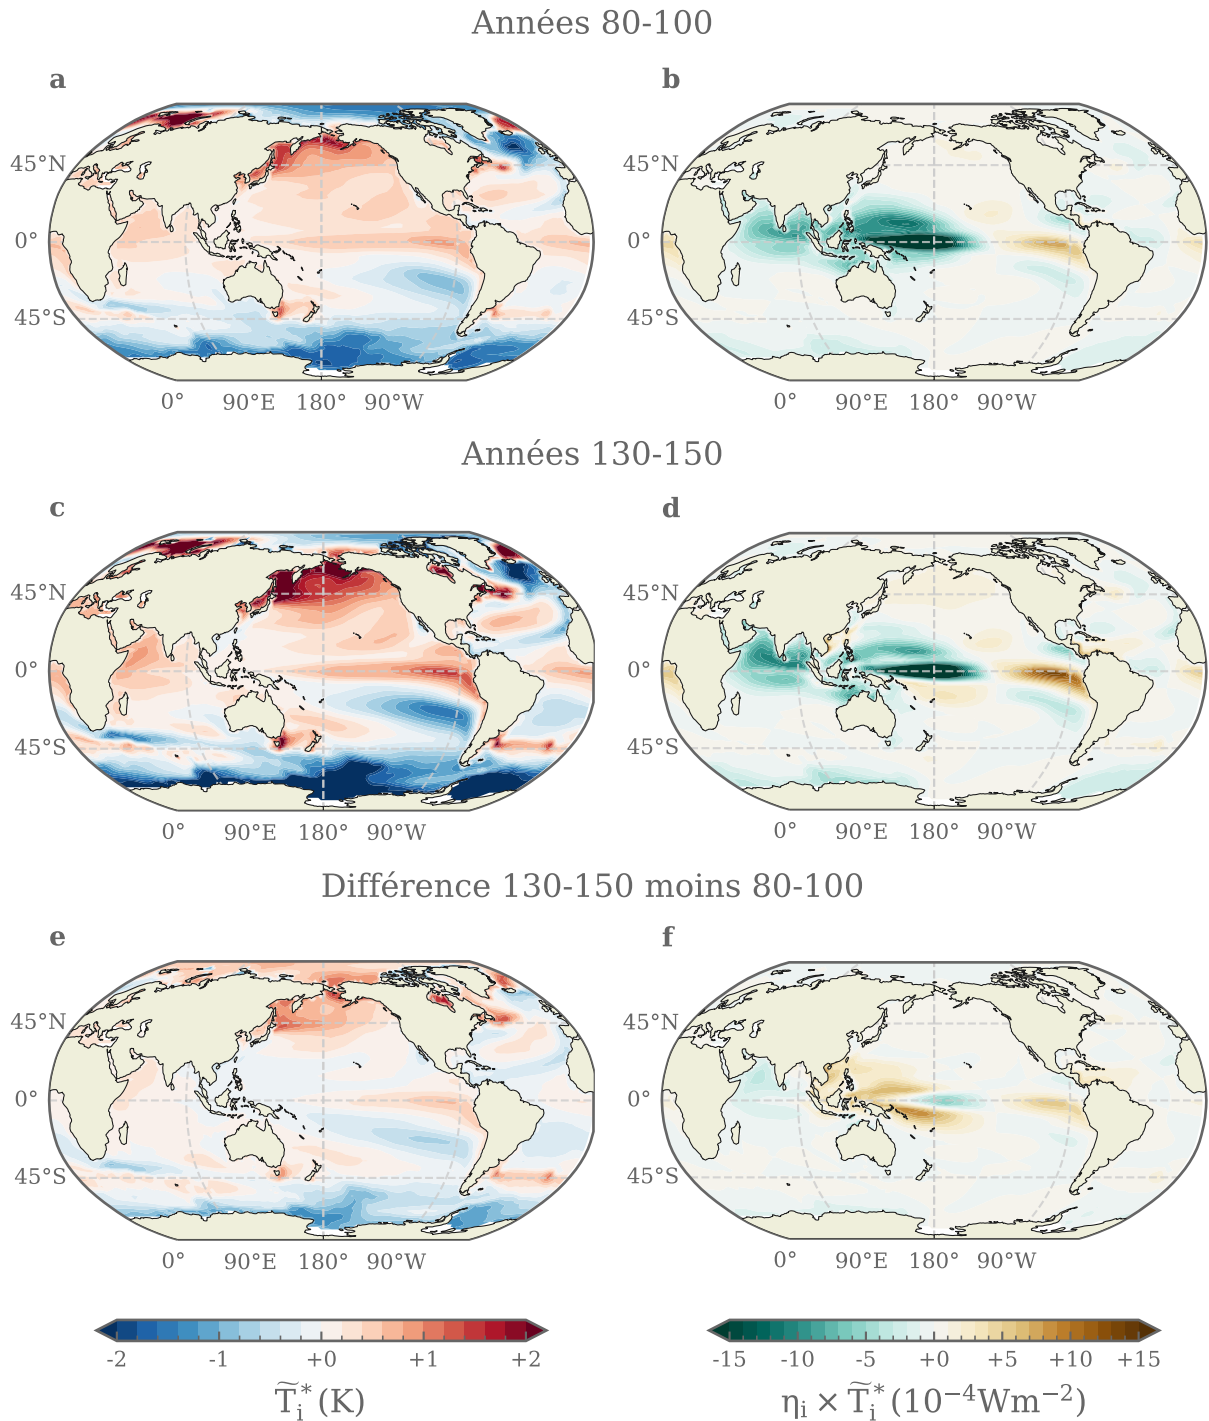 Années 80-100
a
b
45°N
0°
45°S
0° 90°E 180° 90°W
45°N
0°
45°S
0° 90°E 180° 90°W
Années 130-150
c
d
45°N
0°
45°S
0° 90°E 180° 90°W
45°N
0°
45°S
0° 90°E 180° 90°W
Différence 130-150 moins 80-100
e
f
45°N
0°
45°S
0° 90°E 180° 90°W
45°N
0°
45°S
0° 90°E 180° 90°W
-2 -1 +0 +1 +2
T̃ᵢ* (K)
-15 -10 -5 +0 +5 +10 +15
ηᵢ × T̃ᵢ* (10⁻⁴Wm⁻²)